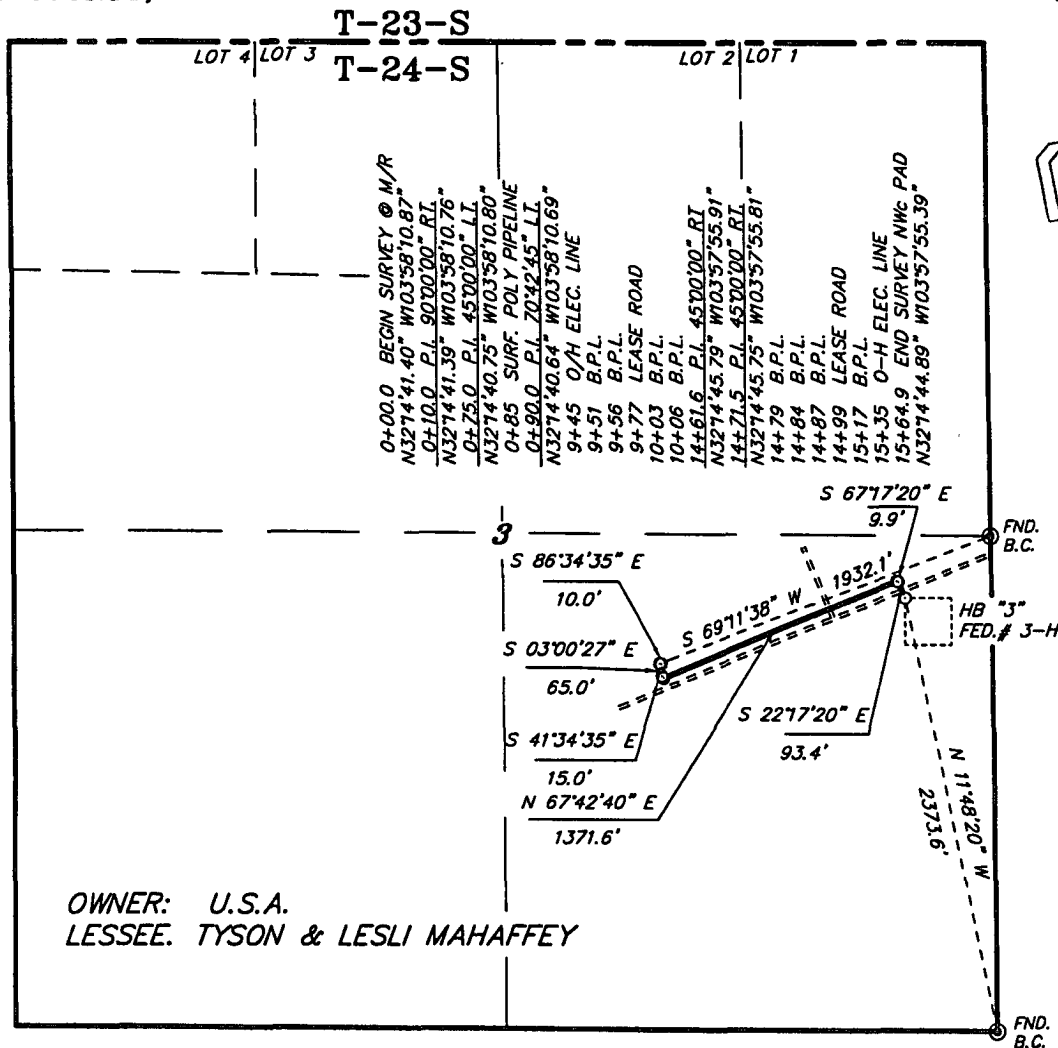 T-23-S
LOT 4 LOT 3
T-24-S
LOT 2 LOT 1
0+00.0 BEGIN SURVEY @ M/R
N32°14'41.40" W103°58'10.87"
0+10.0 P.I. 90°00'00" RT.
N32°14'41.39" W103°58'10.76"
0+75.0 P.I. 45°00'00" LT.
N32°14'40.75" W103°58'10.80"
0+85 SURF. POLY PIPELINE
0+90.0 P.I. 70°42'45" LT.
N32°14'40.64" W103°58'10.69"
9+45 O/H ELEC. LINE
9+51 B.P.L.
9+56 B.P.L.
9+77 LEASE ROAD
10+03 B.P.L.
10+06 B.P.L.
14+61.6 P.I. 45°00'00" RT
N32°14'45.79" W103°57'55.91"
14+71.5 P.I. 45°00'00" RT.
N32°14'45.75" W103°57'55.81"
14+79 B.P.L.
14+84 B.P.L.
14+87 B.P.L.
14+99 LEASE ROAD
15+17 B.P.L.
15+35 O-H ELEC. LINE
15+64.9 END SURVEY NWc PAD
N32°14'44.89" W103°57'55.39"
S 67°17'20" E
9.9'
3
FND.
B.C.
S 86°34'35" E
10.0'
S 69°11'38" W 1932.1'
HB "3"
FED.# 3-H
S 03°00'27" E
65.0'
S 22°17'20" E
93.4'
S 41°34'35" E
15.0'
N 67°42'40" E
1371.6'
N 11°48'20" W
2373.6'
OWNER: U.S.A.
LESSEE. TYSON & LESLI MAHAFFEY
FND.
B.C.